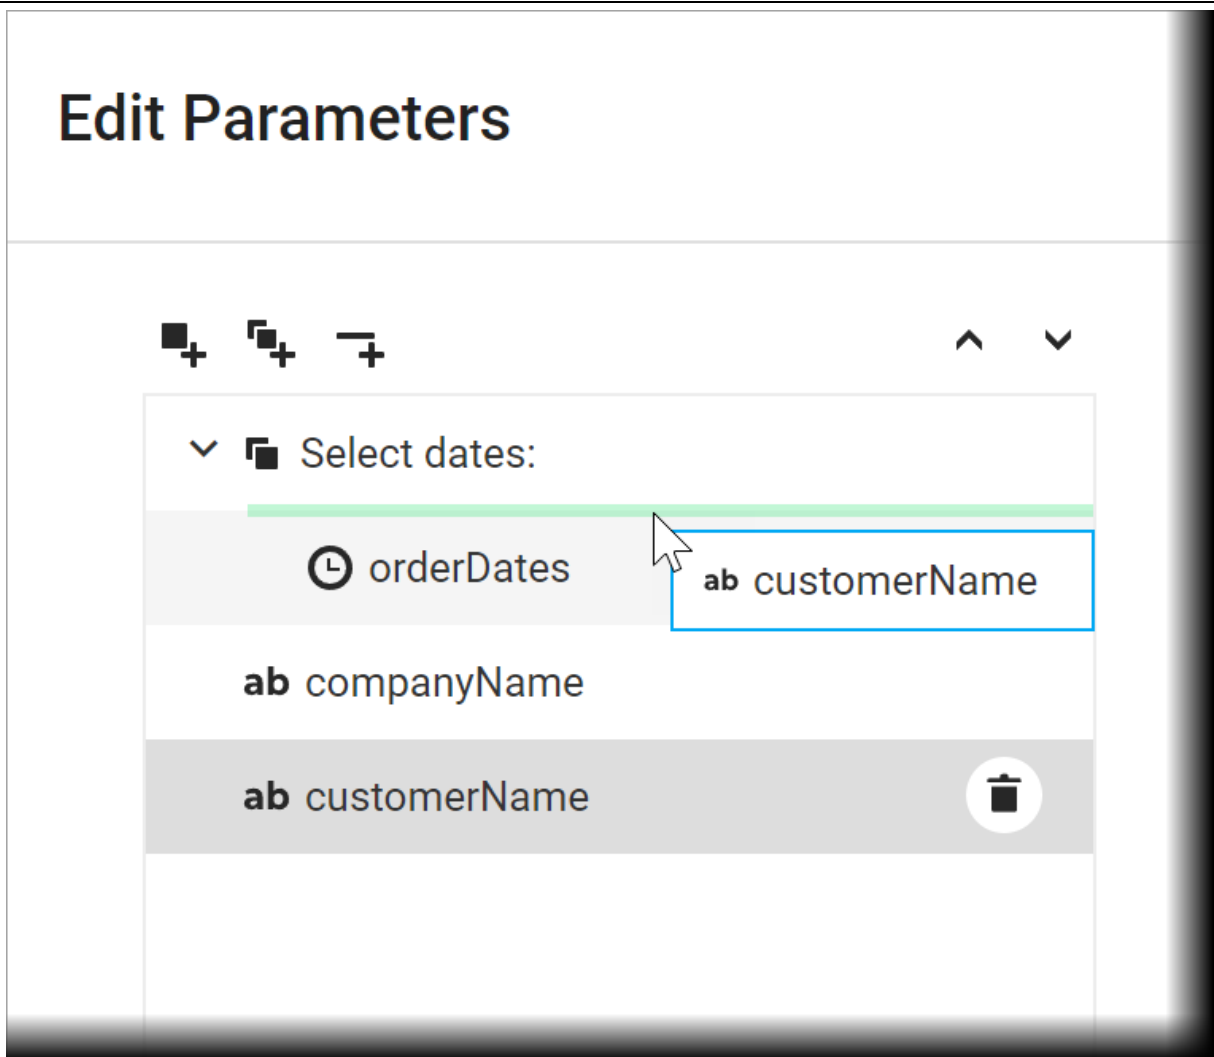 Edit Parameters
Select dates:
orderDates
ab customerName
ab companyName
ab customerName